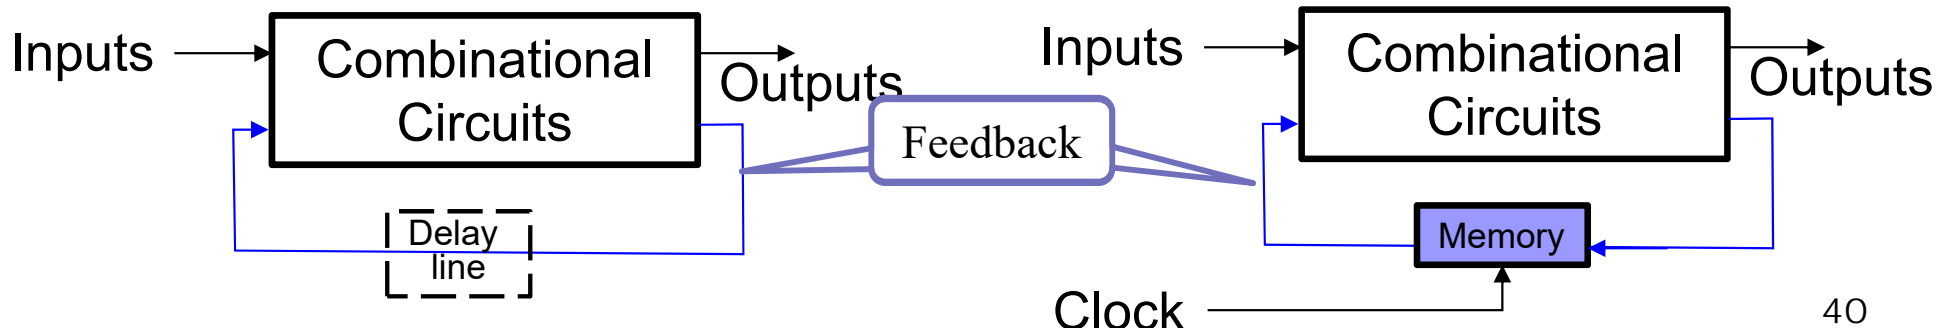 Inputs
Combinational
Circuits
Outputs
Delay
line
Feedback
Inputs
Combinational
Circuits
Outputs
Memory
Clock
40